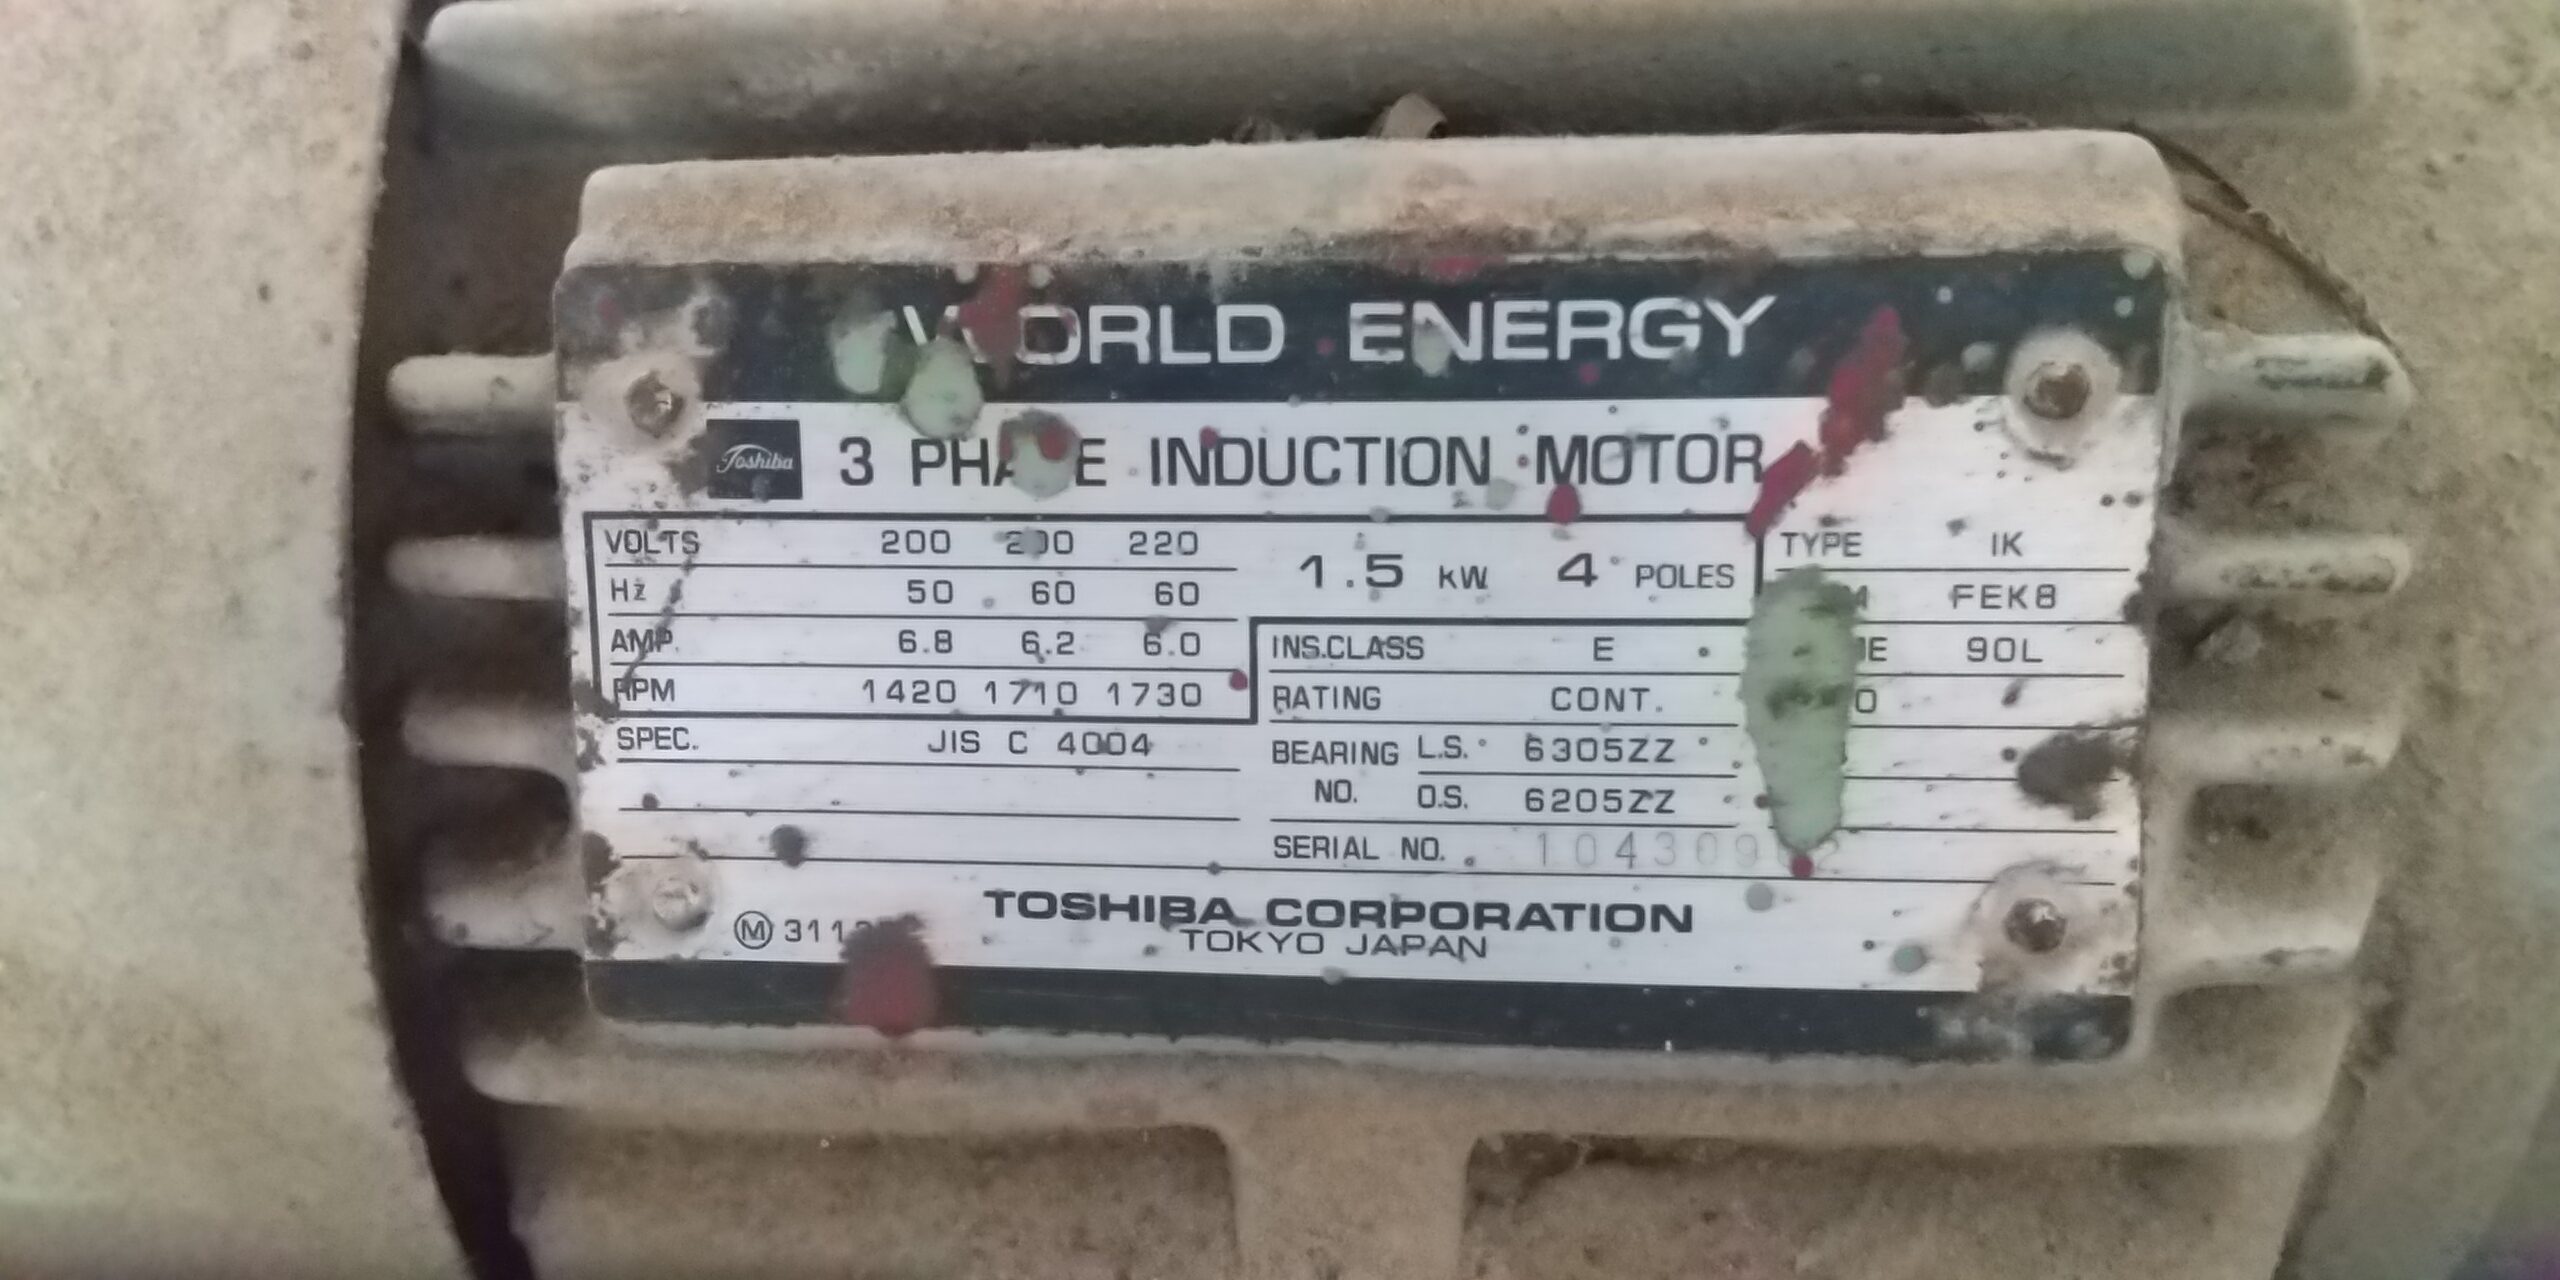 WORLD ENERGY
Toshiba 3 PHASE INDUCTION MOTOR
VOLTS 200 200 220
Hz 50 60 60
AMP. 6.8 6.2 6.0
RPM 1420 1710 1730
SPEC. JIS C 4004
1.5 kW 4 POLES
INS.CLASS E
RATING CONT.
BEARING NO. L.S. 6305ZZ
O.S. 6205ZZ
SERIAL NO.
TYPE IK
FEK8
90L
TOSHIBA CORPORATION
TOKYO JAPAN